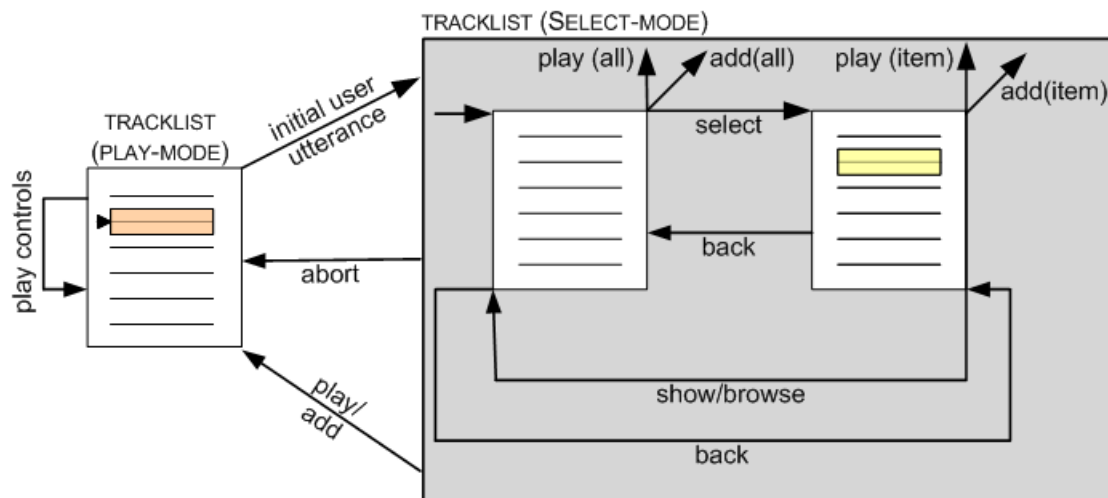 TRACKLIST (SELECT-MODE)
play (all)
add(all)
play (item)
add(item)
initial user
utterance
TRACKLIST
(PLAY-MODE)
select
play controls
back
abort
show/browse
play/
add
back